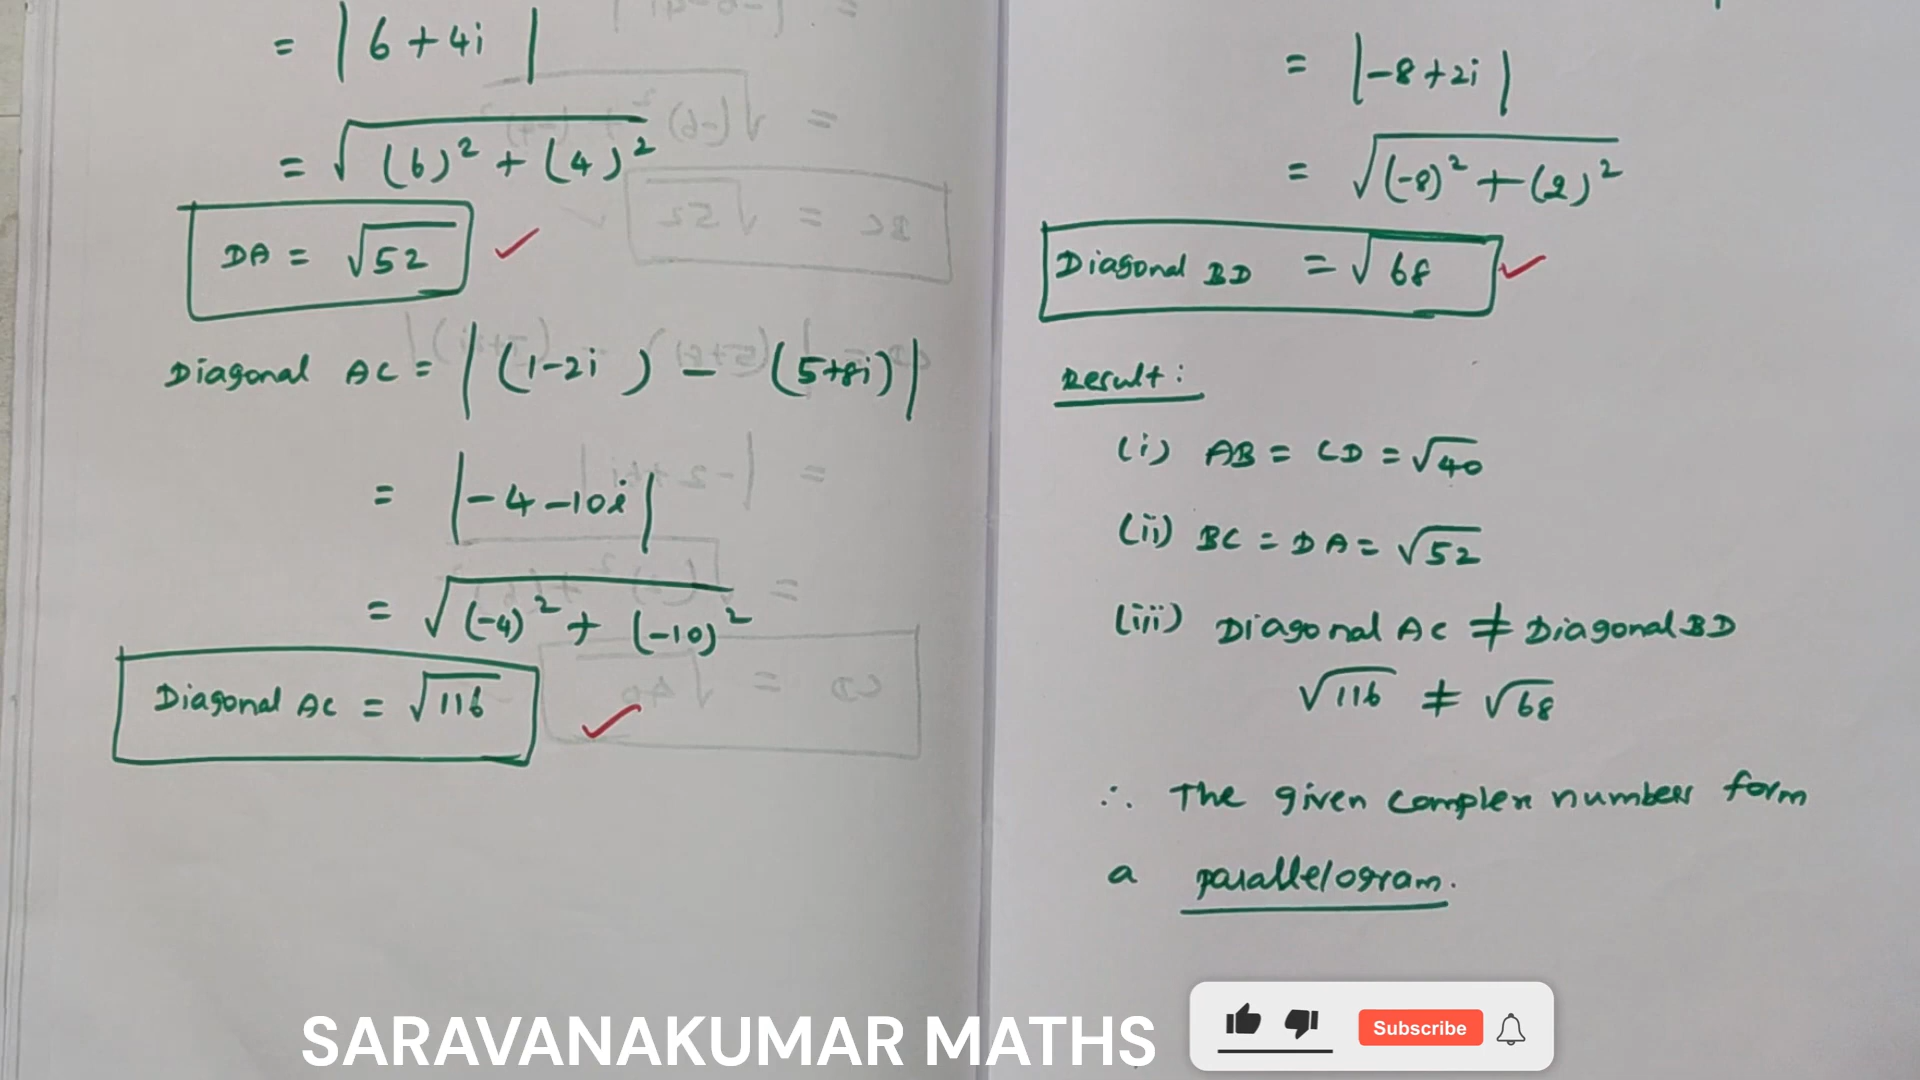 = |6+4i|
= √(6)² + (4)²
DA = √52
Diagonal AC = |(1-2i) - (5+8i)|
= |-4-10i|
= √(-4)² + (-10)²
Diagonal AC = √116
= |-8+2i|
= √(-8)² + (2)²
Diagonal BD = √68
Result:
(i) AB = CD = √40
(ii) BC = DA = √52
(iii) Diagonal AC ≠ Diagonal BD
√116 ≠ √68
∴ The given complex numbers form
a parallelogram.
SARAVANAKUMAR MATHS
Subscribe